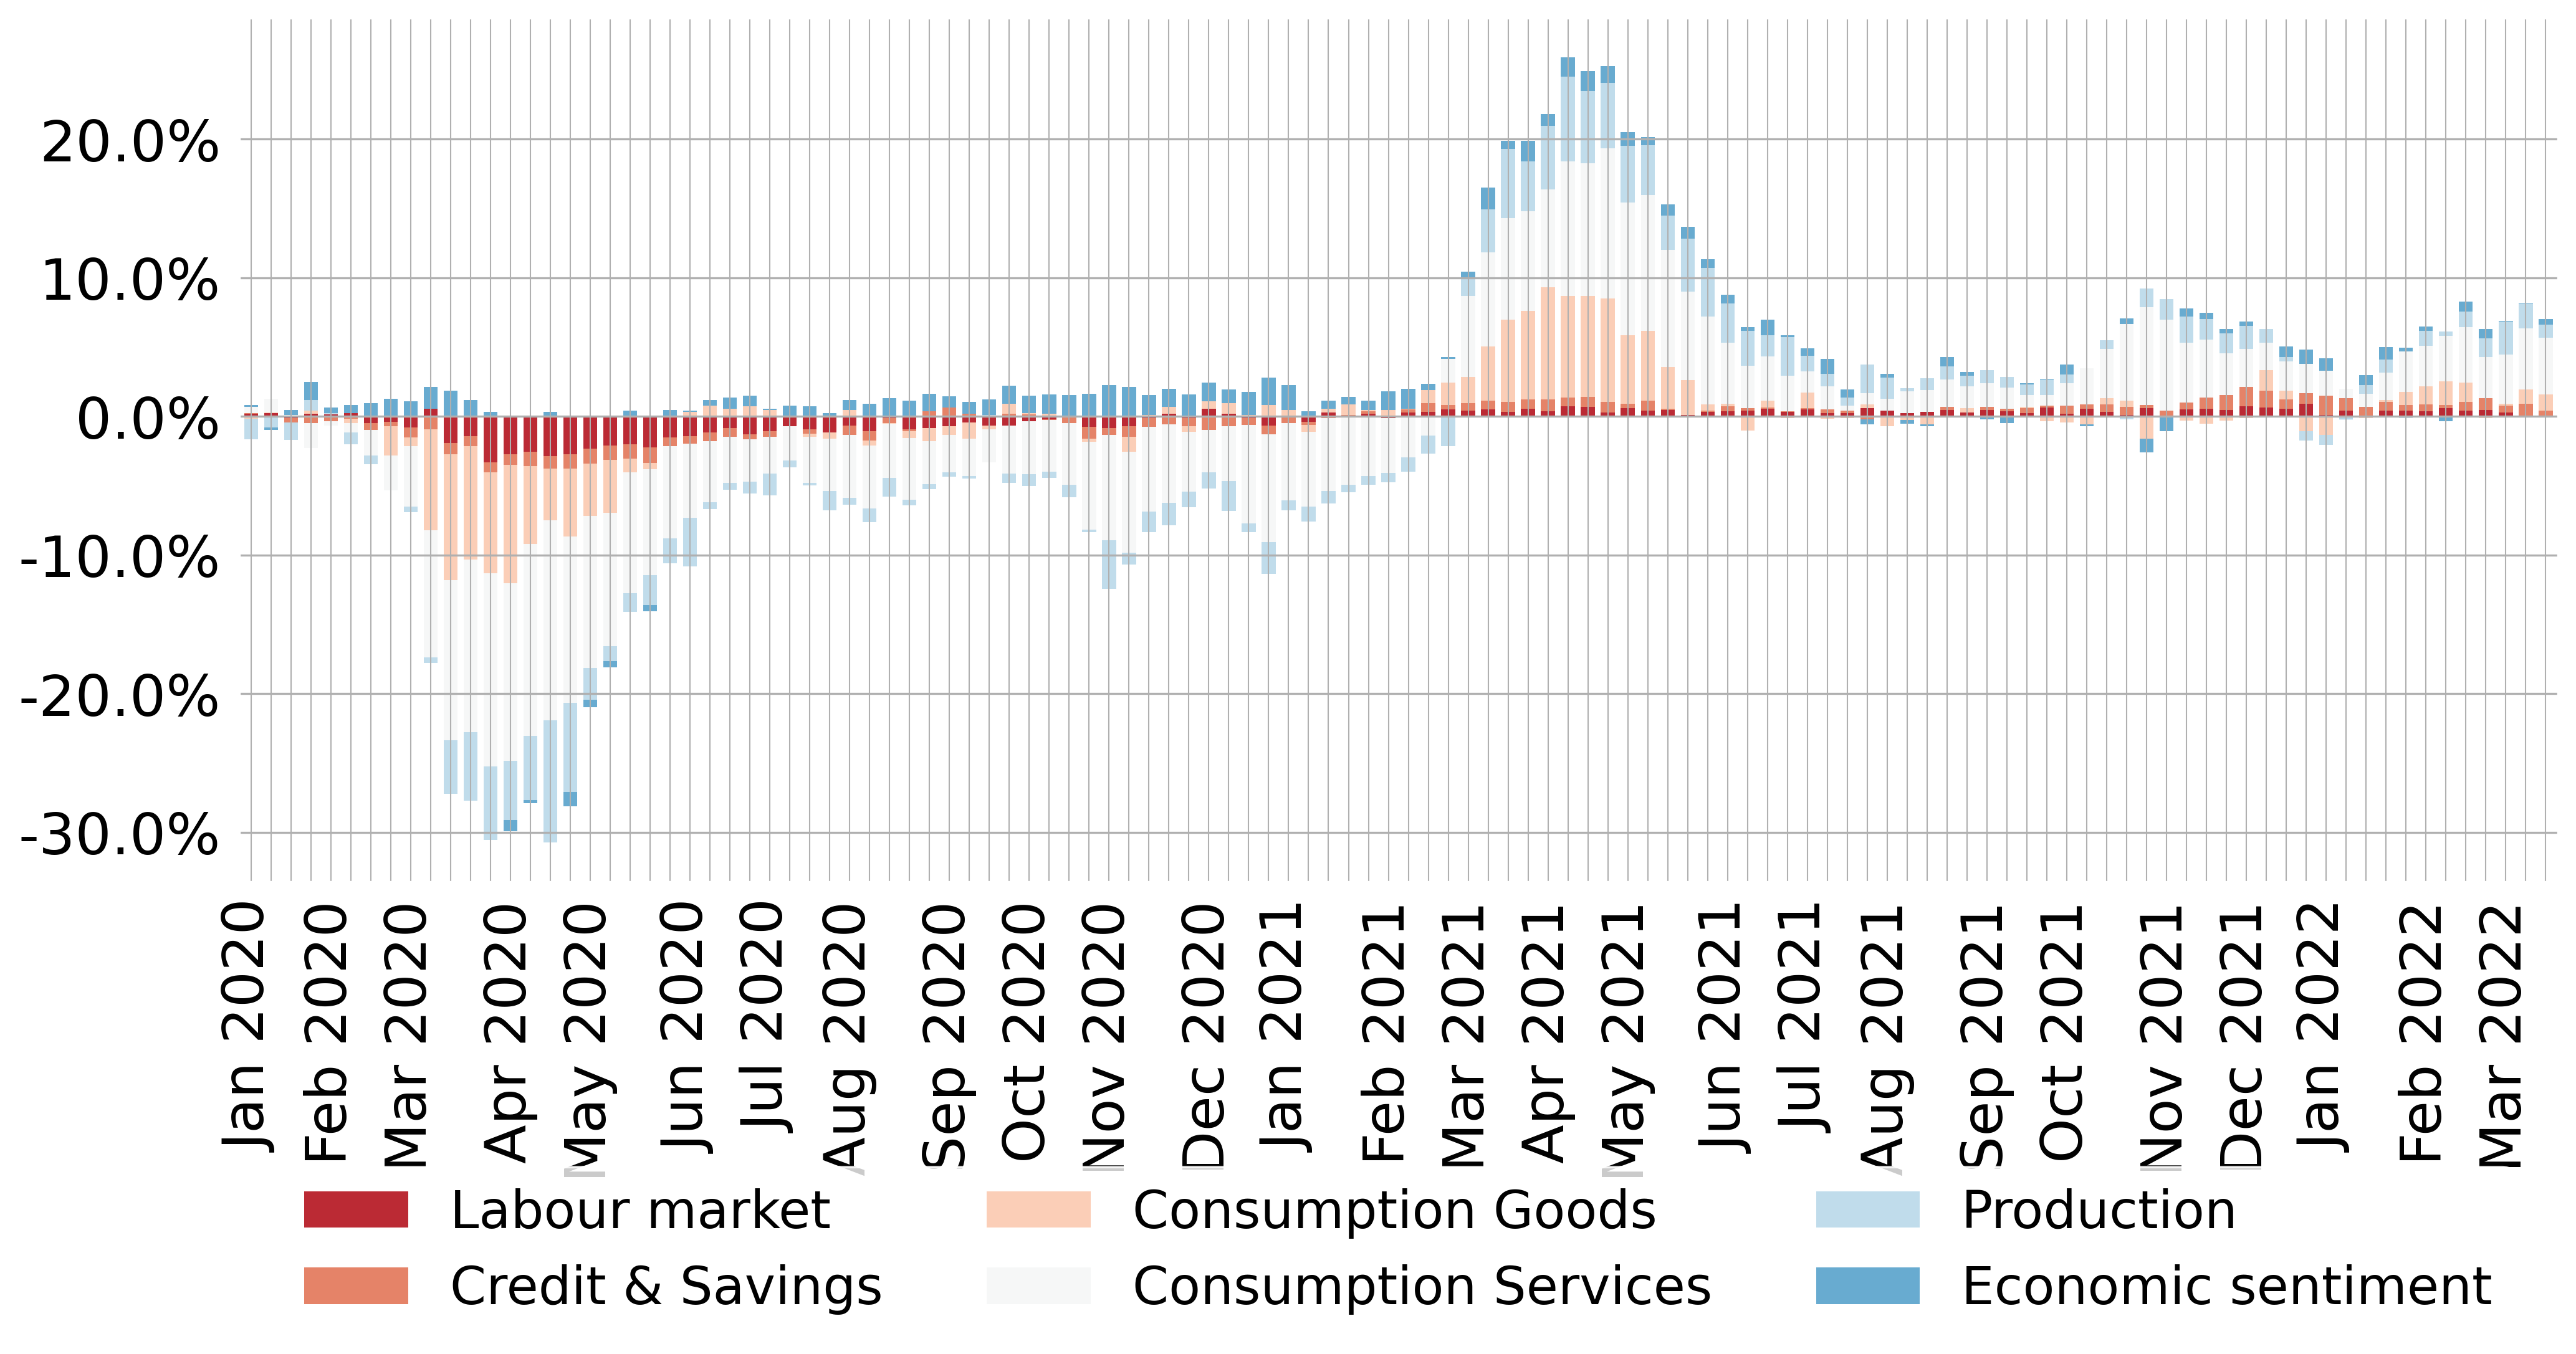 20.0%
10.0%
0.0%
-10.0%
-20.0%
-30.0%
Jan 2020
Feb 2020
Mar 2020
Apr 2020
May 2020
Jun 2020
Jul 2020
Aug 2020
Sep 2020
Oct 2020
Nov 2020
Dec 2020
Jan 2021
Feb 2021
Mar 2021
Apr 2021
May 2021
Jun 2021
Jul 2021
Aug 2021
Sep 2021
Oct 2021
Nov 2021
Dec 2021
Jan 2022
Feb 2022
Mar 2022
Labour market
Credit & Savings
Consumption Goods
Consumption Services
Production
Economic sentiment